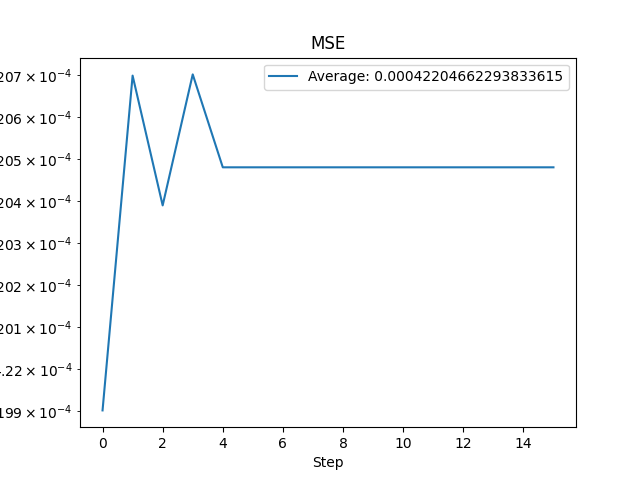 MSE
Average: 0.00042204662293833615
207 × 10⁻⁴
206 × 10⁻⁴
205 × 10⁻⁴
204 × 10⁻⁴
203 × 10⁻⁴
202 × 10⁻⁴
201 × 10⁻⁴
.22 × 10⁻⁴
199 × 10⁻⁴
0 2 4 6 8 10 12 14
Step